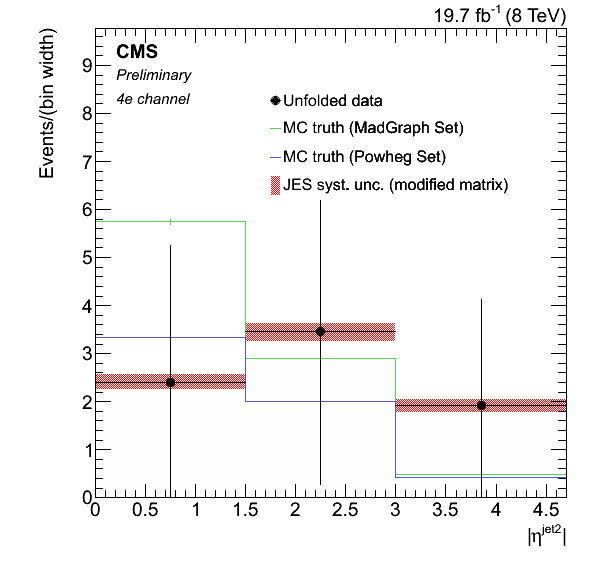 19.7 fb⁻¹ (8 TeV)
CMS
Preliminary
4e channel
Unfolded data
MC truth (MadGraph Set)
MC truth (Powheg Set)
JES syst. unc. (modified matrix)
Events/(bin width)
9
8
7
6
5
4
3
2
1
0
0 0.5 1 1.5 2 2.5 3 3.5 4 4.5
|η^jet2|